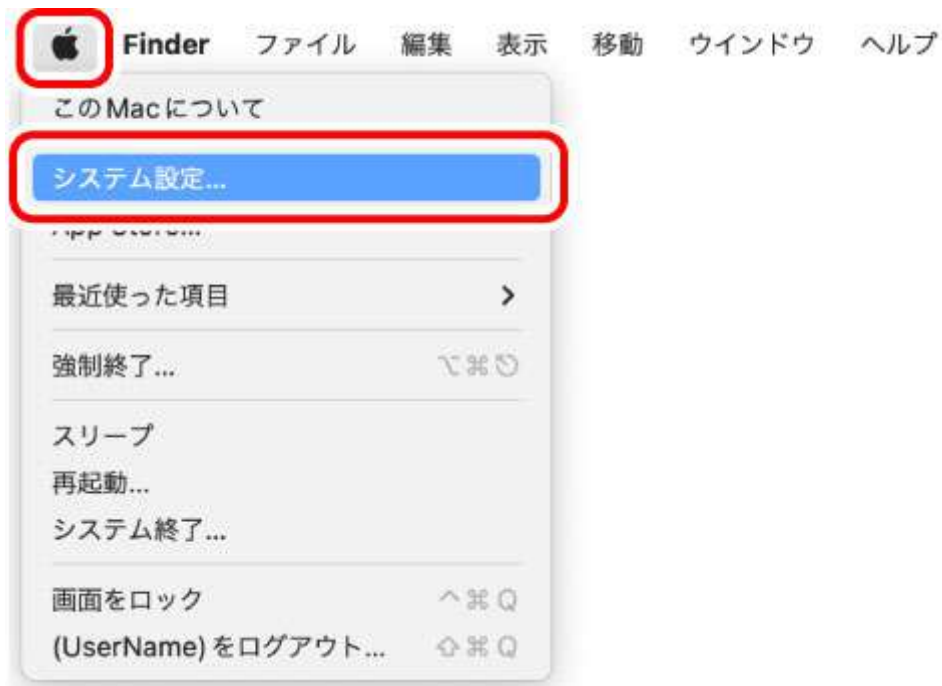 Finder ファイル 編集 表示 移動 ウインドウ ヘルプ
このMacについて
システム設定...
最近使った項目 >
強制終了... ⌥⌘⎋
スリープ
再起動...
システム終了...
画面をロック ^⌘Q
(UserName)をログアウト... ⇧⌘Q